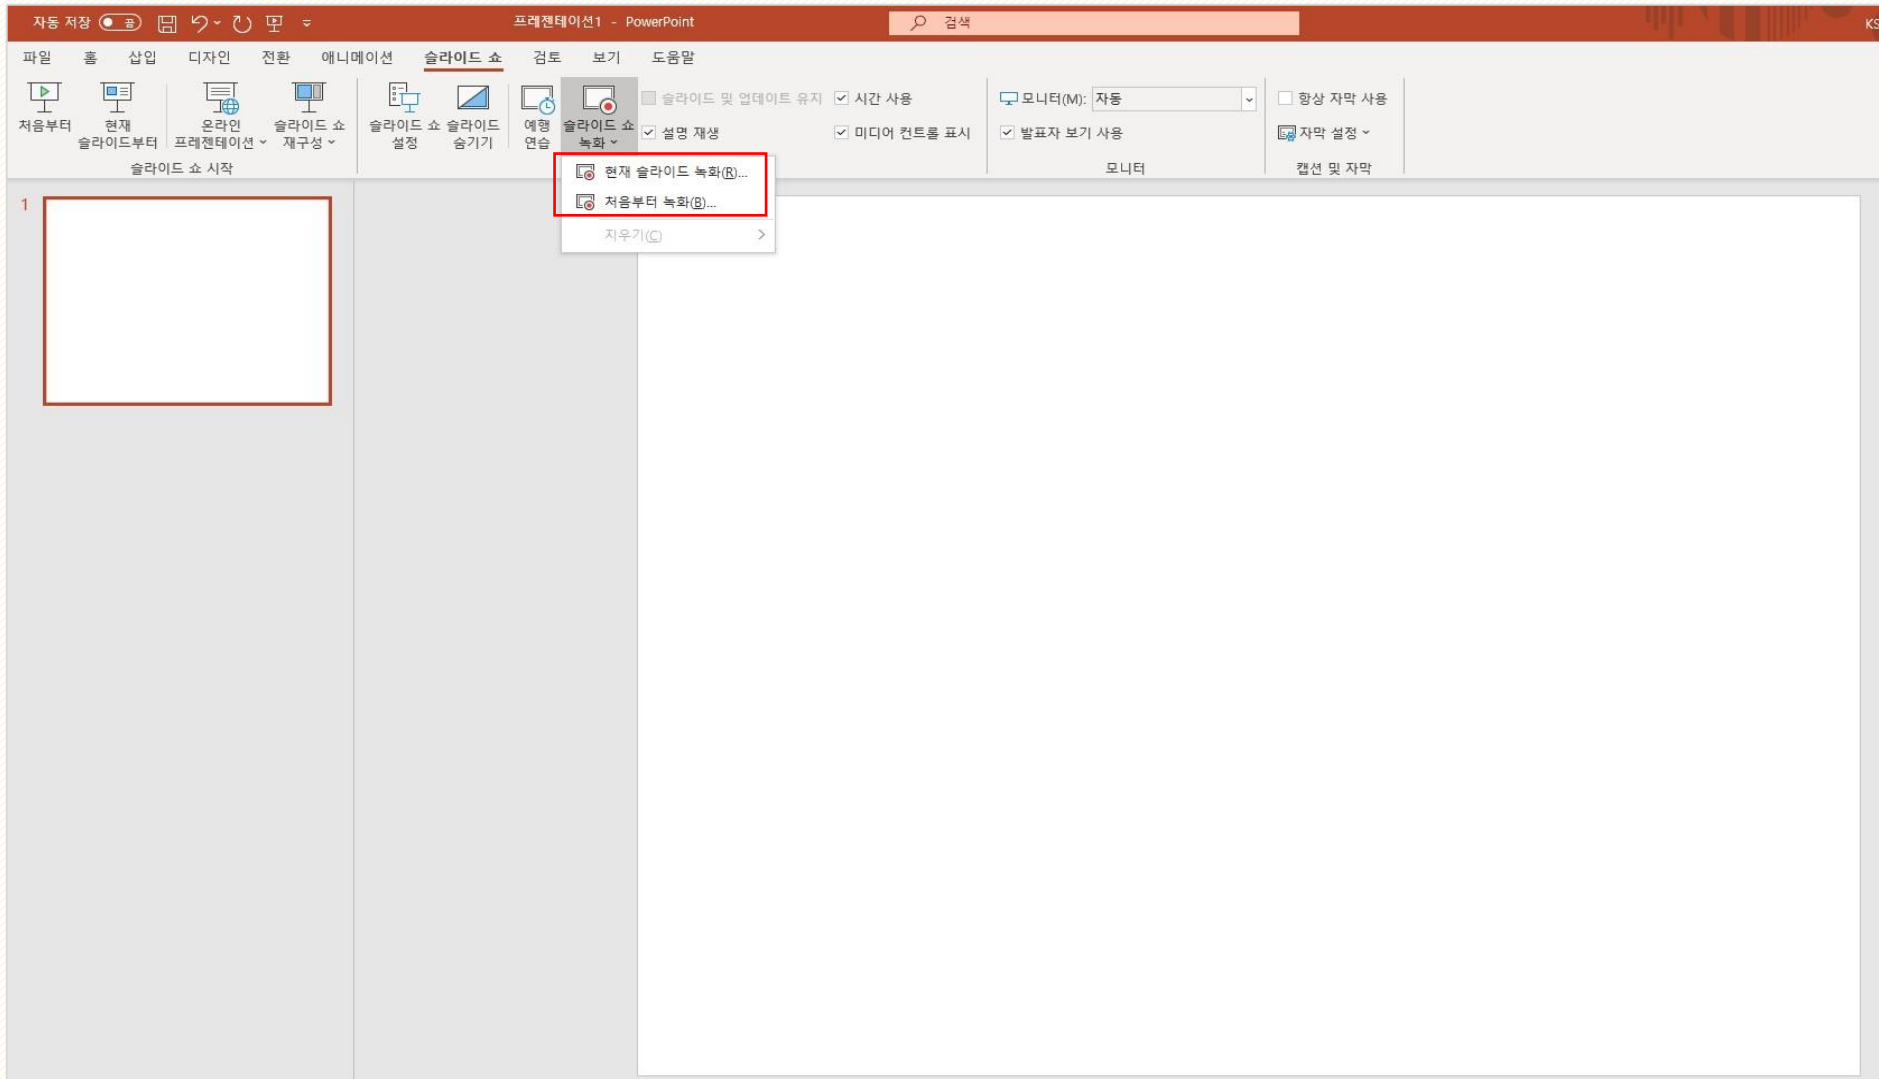 자동 저장 끔
프레젠테이션1 - PowerPoint
검색
KS
파일 홈 삽입 디자인 전환 애니메이션 슬라이드 쇼 검토 보기 도움말
처음부터
현재
슬라이드부터
온라인
프레젠테이션
슬라이드 쇼
재구성
슬라이드 쇼
설정
슬라이드
숨기기
예행
연습
슬라이드 쇼
녹화
슬라이드 및 업데이트 유지
시간 사용
설명 재생
미디어 컨트롤 표시
모니터(M): 자동
발표자 보기 사용
항상 자막 사용
자막 설정
슬라이드 쇼 시작
모니터
캡션 및 자막
현재 슬라이드 녹화(R)...
처음부터 녹화(B)...
지우기(C)
1